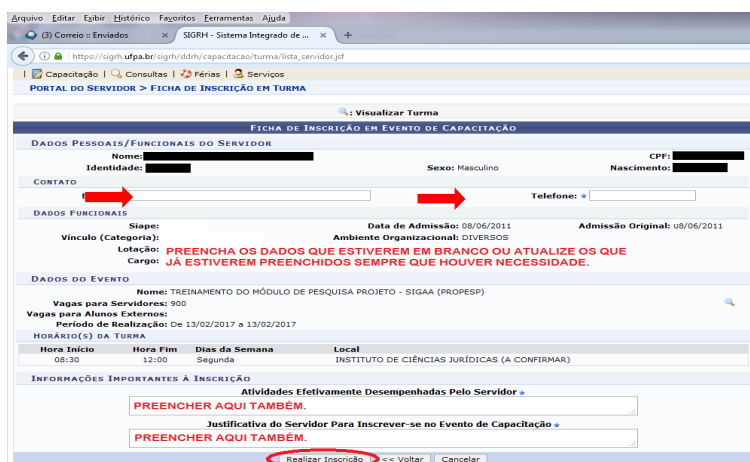 Arquivo Editar Exibir Histórico Favoritos Ferramentas Ajuda
(3) Correio :: Enviados × SIGRH - Sistema Integrado de ... × +
https://sigrh.ufpa.br/sigrh/ddrh/capacitacao/turma/lista_servidor.jsf
| Capacitação | Consultas | Férias | Serviços
PORTAL DO SERVIDOR > FICHA DE INSCRIÇÃO EM TURMA
: Visualizar Turma
FICHA DE INSCRIÇÃO EM EVENTO DE CAPACITAÇÃO
DADOS PESSOAIS/FUNCIONAIS DO SERVIDOR
Nome: CPF:
Identidade: Sexo: Masculino Nascimento:
CONTATO
Telefone: ★
DADOS FUNCIONAIS
Siape: Data de Admissão: 08/06/2011 Admissão Original: 08/06/2011
Vínculo (Categoria): Ambiente Organizacional: DIVERSOS
Lotação: PREENCHA OS DADOS QUE ESTIVEREM EM BRANCO OU ATUALIZE OS QUE
Cargo: JÁ ESTIVEREM PREENCHIDOS SEMPRE QUE HOUVER NECESSIDADE.
DADOS DO EVENTO
Nome: TREINAMENTO DO MÓDULO DE PESQUISA PROJETO - SIGAA (PROPESP)
Vagas para Servidores: 900
Vagas para Alunos Externos:
Período de Realização: De 13/02/2017 a 13/02/2017
HORÁRIO(S) DA TURMA
Hora Início Hora Fim Dias da Semana Local
08:30 12:00 Segunda INSTITUTO DE CIÊNCIAS JURÍDICAS (A CONFIRMAR)
INFORMAÇÕES IMPORTANTES À INSCRIÇÃO
Atividades Efetivamente Desempenhadas Pelo Servidor ★
PREENCHER AQUI TAMBÉM.
Justificativa do Servidor Para Inscrever-se no Evento de Capacitação ★
PREENCHER AQUI TAMBÉM.
Realizar Inscrição << Voltar Cancelar